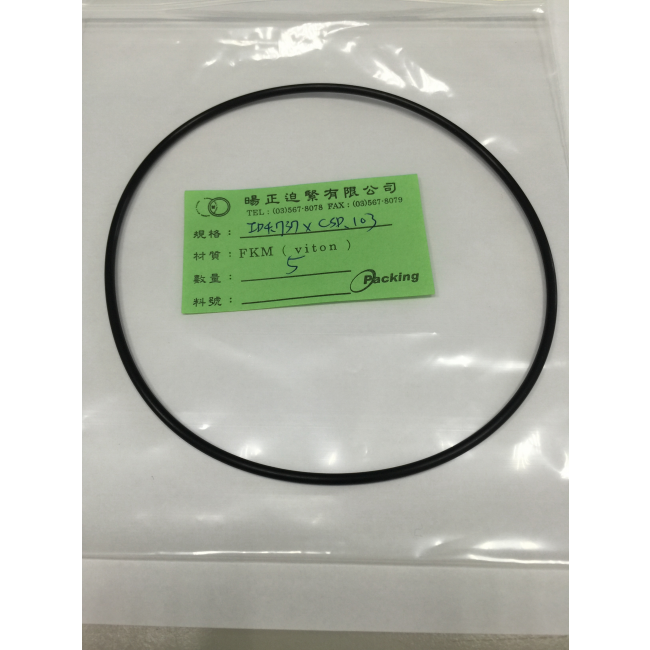 暘正迫緊有限公司
TEL：(03)567-8078 FAX：(03)567-8079
規格：ID4.737 x CSD.103
材質：FKM ( viton )
數量：5
料號：
Packing